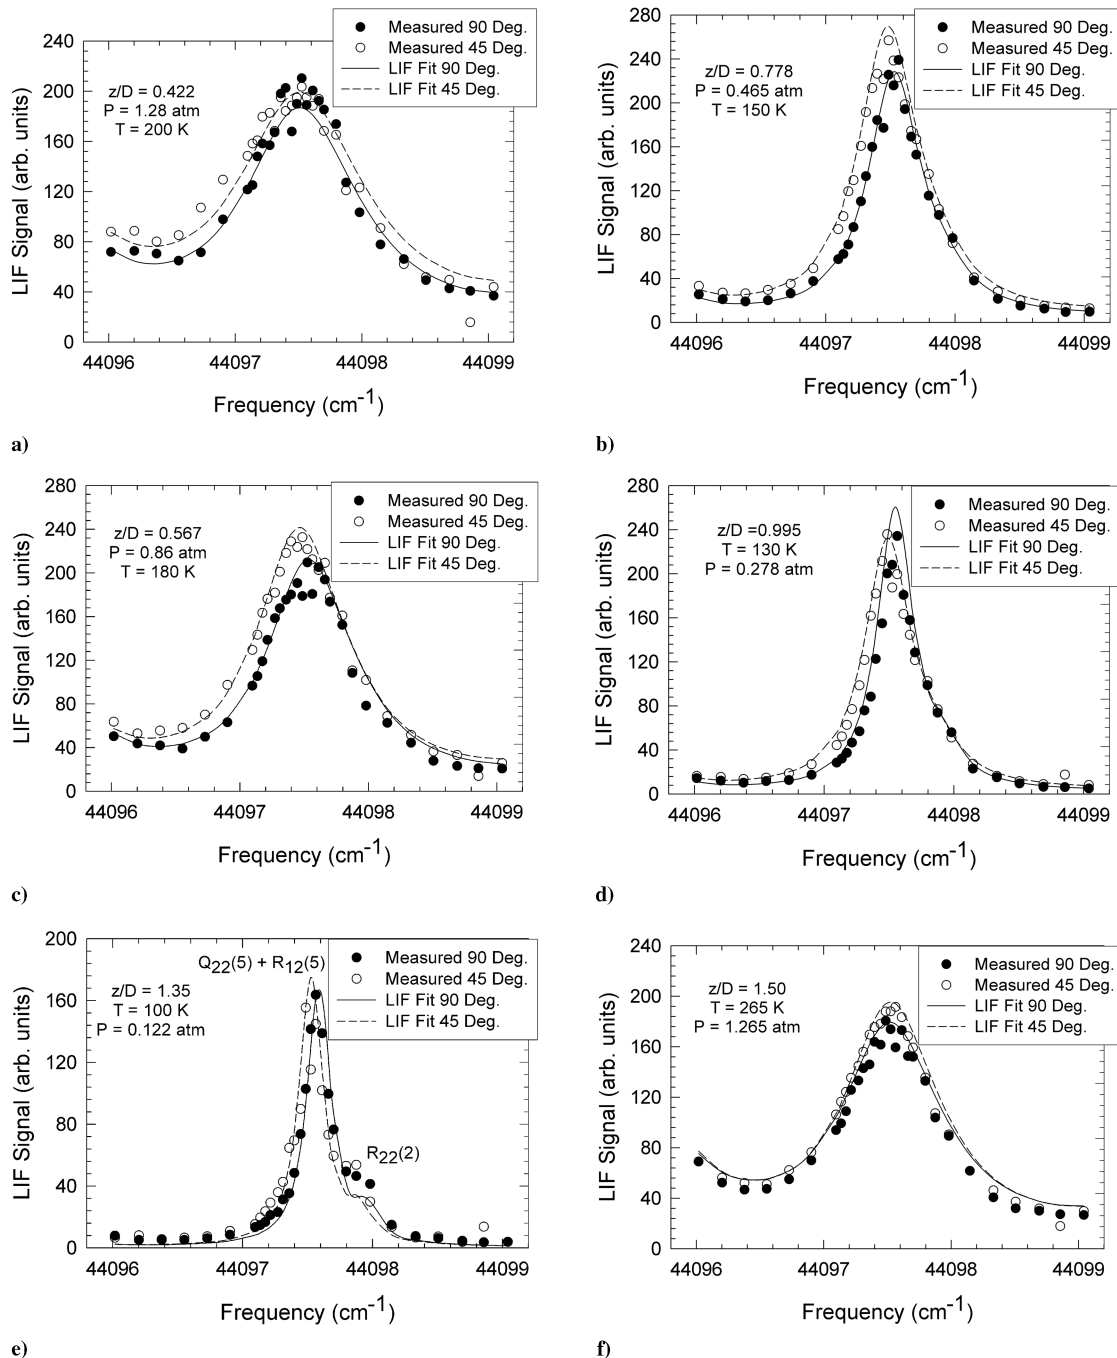 240
200
160
120
80
40
0
LIF Signal (arb. units)
z/D = 0.422
P = 1.28 atm
T = 200 K
Measured 90 Deg.
Measured 45 Deg.
LIF Fit 90 Deg.
LIF Fit 45 Deg.
44096
44097
44098
44099
Frequency (cm-1)
a)
280
240
200
160
120
80
40
0
LIF Signal (arb. units)
z/D = 0.778
P = 0.465 atm
T = 150 K
Measured 90 Deg.
Measured 45 Deg.
LIF Fit 90 Deg.
LIF Fit 45 Deg.
44096
44097
44098
44099
Frequency (cm-1)
b)
280
240
200
160
120
80
40
0
LIF Signal (arb. units)
z/D = 0.567
P = 0.86 atm
T = 180 K
Measured 90 Deg.
Measured 45 Deg.
LIF Fit 90 Deg.
LIF Fit 45 Deg.
44096
44097
44098
44099
Frequency (cm-1)
c)
280
240
200
160
120
80
40
0
LIF Signal (arb. units)
z/D =0.995
T = 130 K
P = 0.278 atm
Measured 90 Deg.
Measured 45 Deg.
LIF Fit 90 Deg.
LIF Fit 45 Deg.
44096
44097
44098
44099
Frequency (cm-1)
d)
200
160
120
80
40
0
LIF Signal (arb. units)
z/D = 1.35
T = 100 K
P = 0.122 atm
Q22(5) + R12(5)
R22(2)
Measured 90 Deg.
Measured 45 Deg.
LIF Fit 90 Deg.
LIF Fit 45 Deg.
44096
44097
44098
44099
Frequency (cm-1)
e)
240
200
160
120
80
40
0
LIF Signal (arb. units)
z/D = 1.50
T = 265 K
P = 1.265 atm
Measured 90 Deg.
Measured 45 Deg.
LIF Fit 90 Deg.
LIF Fit 45 Deg.
44096
44097
44098
44099
Frequency (cm-1)
f)